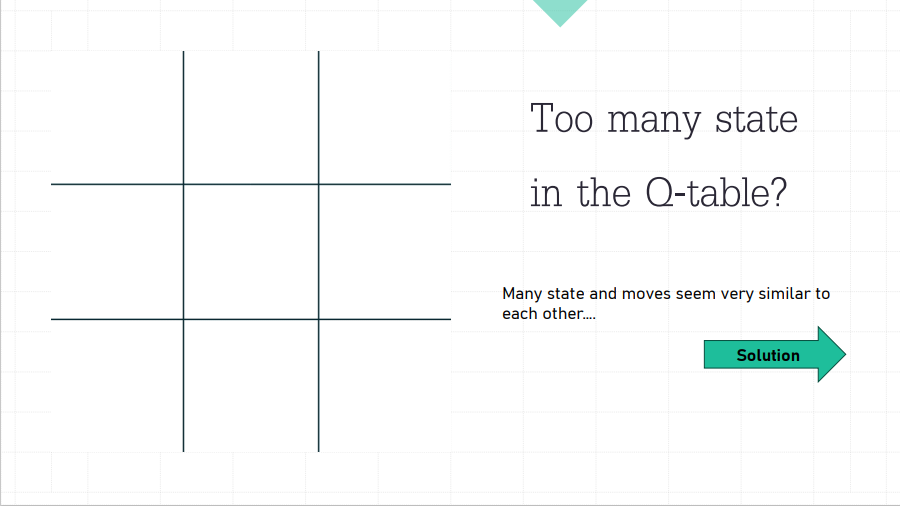 Too many state
in the Q-table?
Many state and moves seem very similar to
each other....
Solution